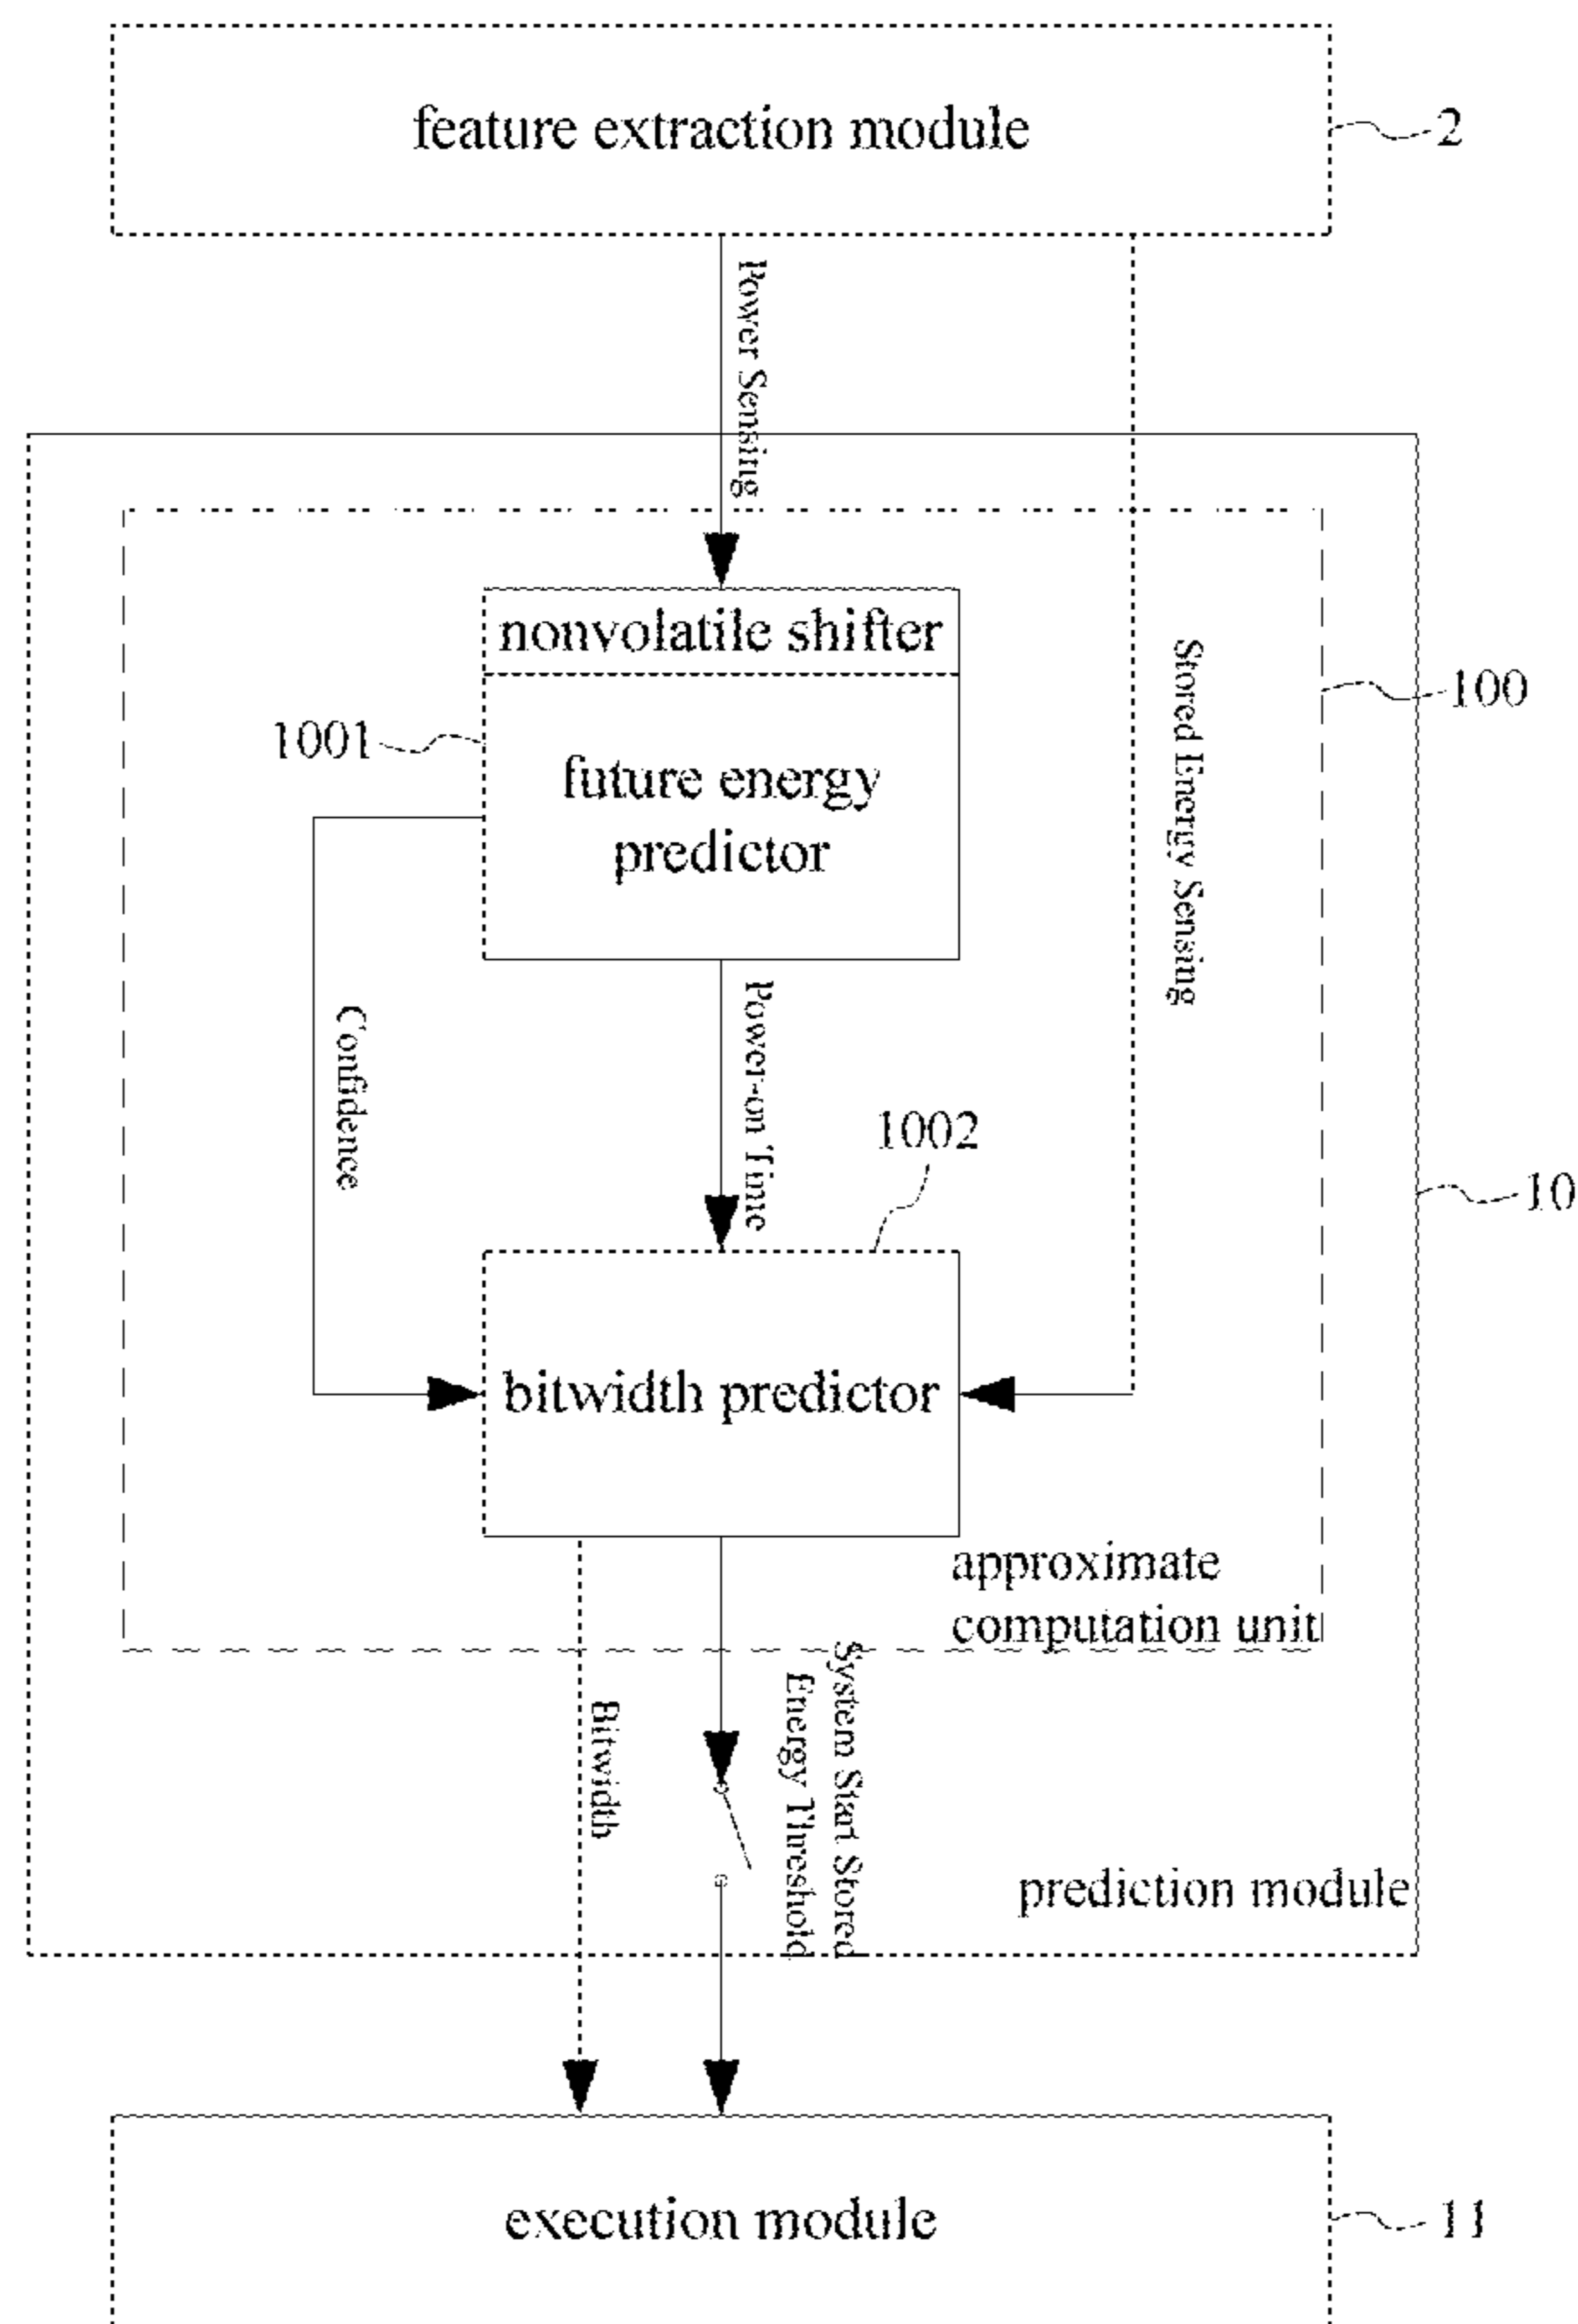 feature extraction module
2
Power Sensing
nonvolatile shifter
1001
future energy
predictor
Stored Energy Sensing
100
Confidence
Power-on Time
1002
10
bitwidth predictor
approximate
computation unit
Bitwidth
System Start Stored
Energy Threshold
prediction module
execution module
11